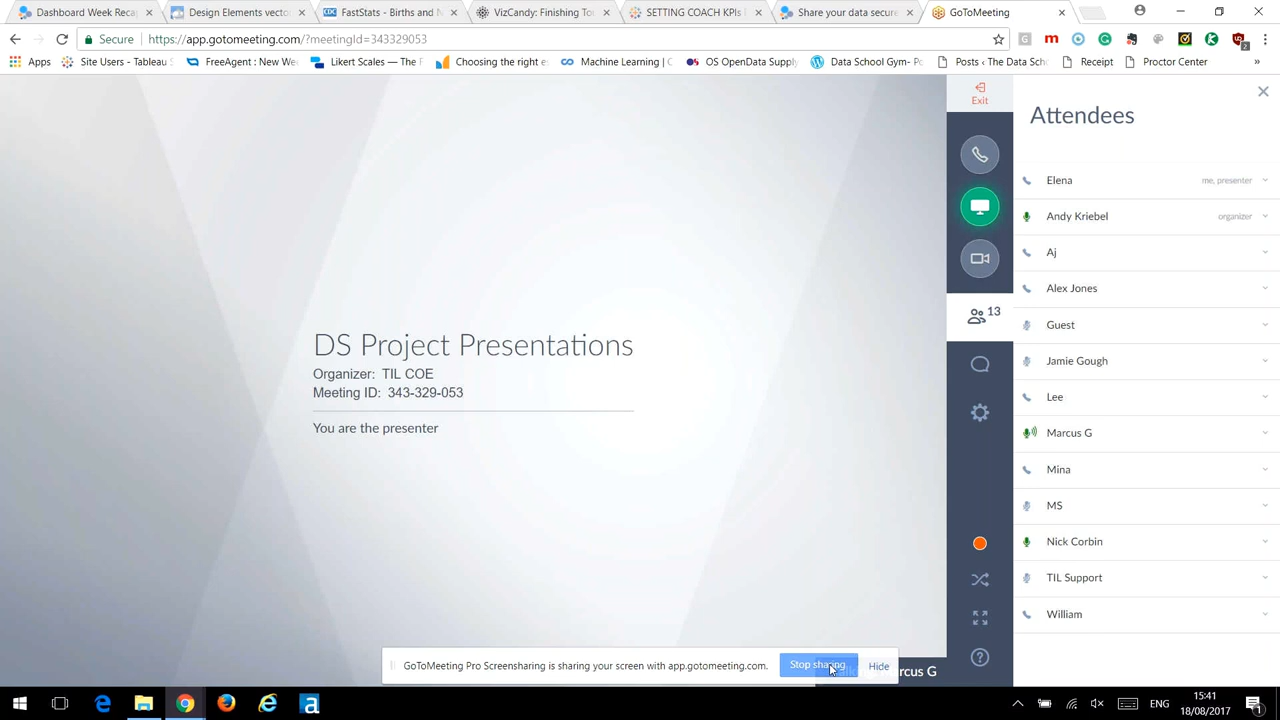 Dashboard Week Recap
Design Elements vecto
FastStats - Births and N
VizCandy: Finishing To
SETTING COACH KPIs
Share your data secure
GoToMeeting
Secure
https://app.gotomeeting.com/?meetingId=343329053
2
Apps
Site Users - Tableau
FreeAgent : New We
Likert Scales — The F
Choosing the right e
Machine Learning | C
OS OpenData Supply
Data School Gym- Po
Posts ‹ The Data Sch
Receipt
Proctor Center
»
Exit
Attendees
Elena
me, presenter
Andy Kriebel
organizer
Aj
Alex Jones
13
Guest
DS Project Presentations
Jamie Gough
Organizer: TIL COE
Meeting ID: 343-329-053
Lee
You are the presenter
Marcus G
Mina
MS
Nick Corbin
TIL Support
William
GoToMeeting Pro Screensharing is sharing your screen with app.gotomeeting.com.
Stop sharing
Hide
rcus G
ENG
15:41
18/08/2017
1